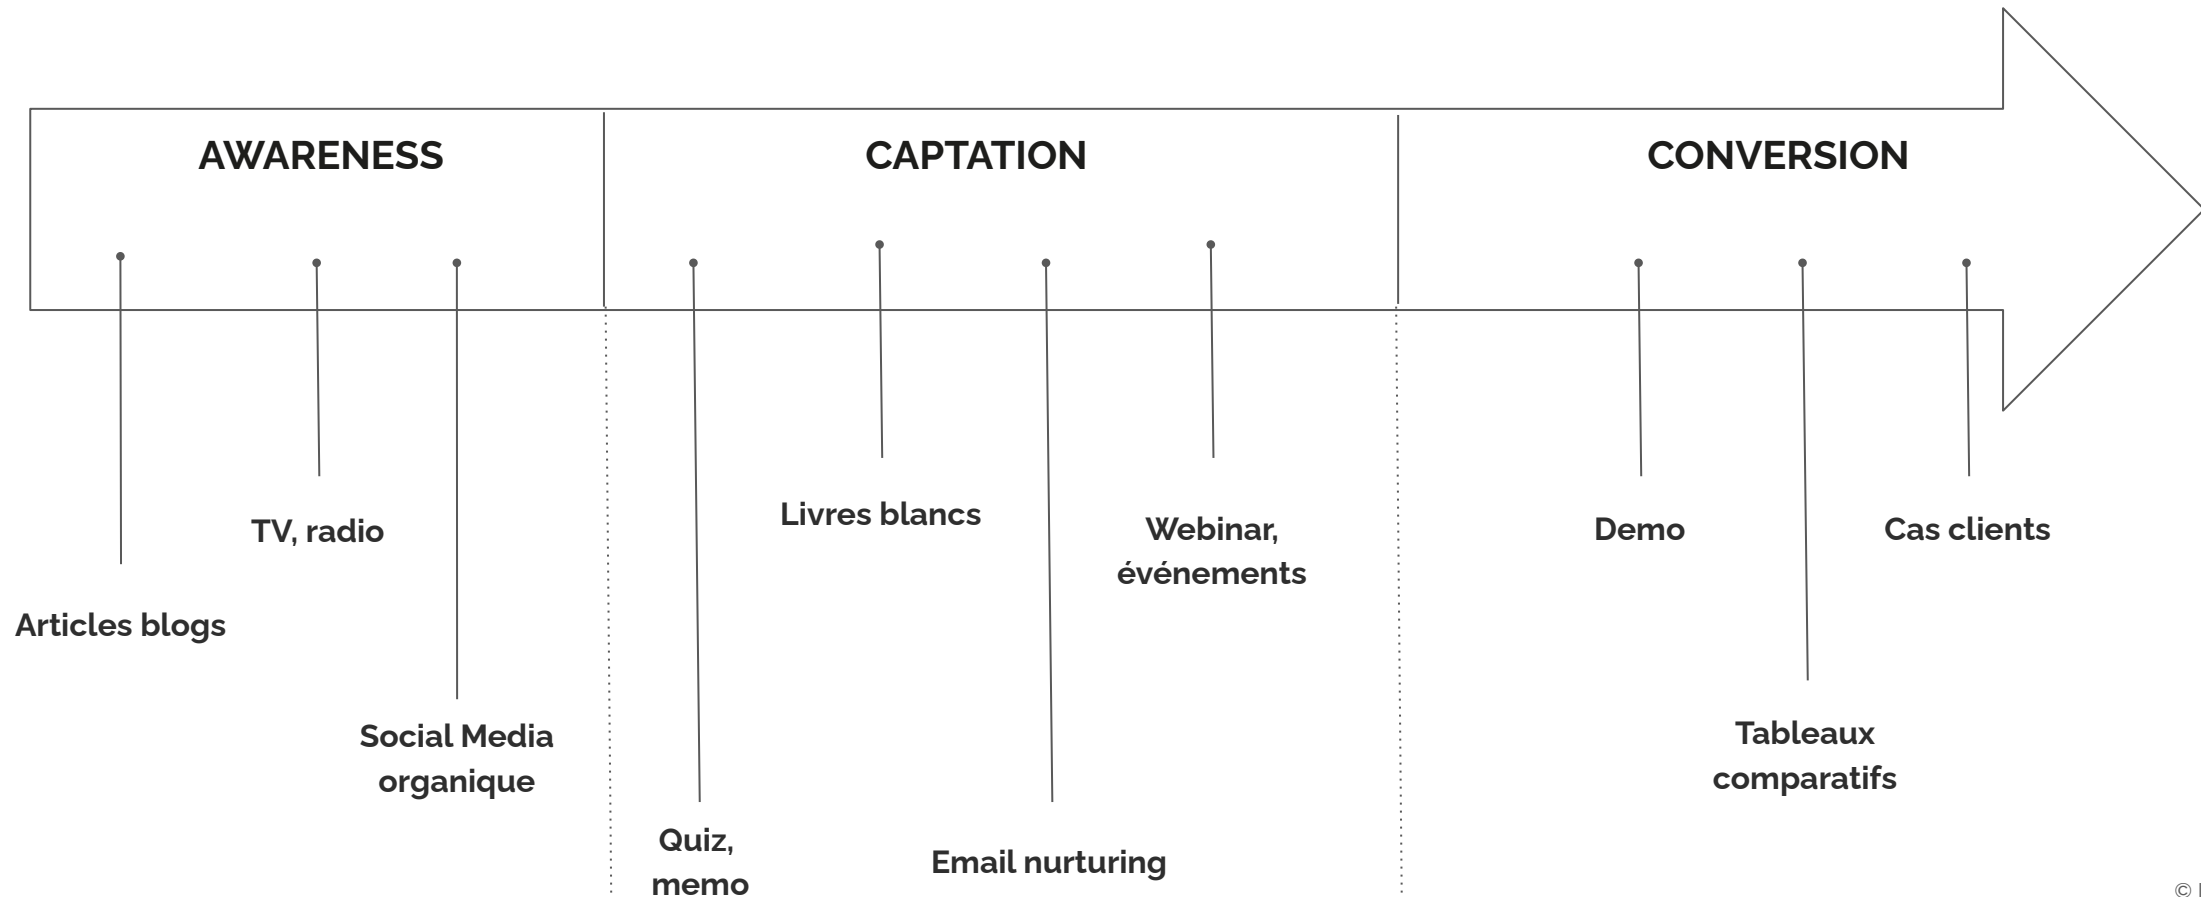 AWARENESS
CAPTATION
CONVERSION
Articles blogs
TV, radio
Social Media
organique
Quiz,
memo
Livres blancs
Email nurturing
Webinar,
événements
Demo
Tableaux
comparatifs
Cas clients
©